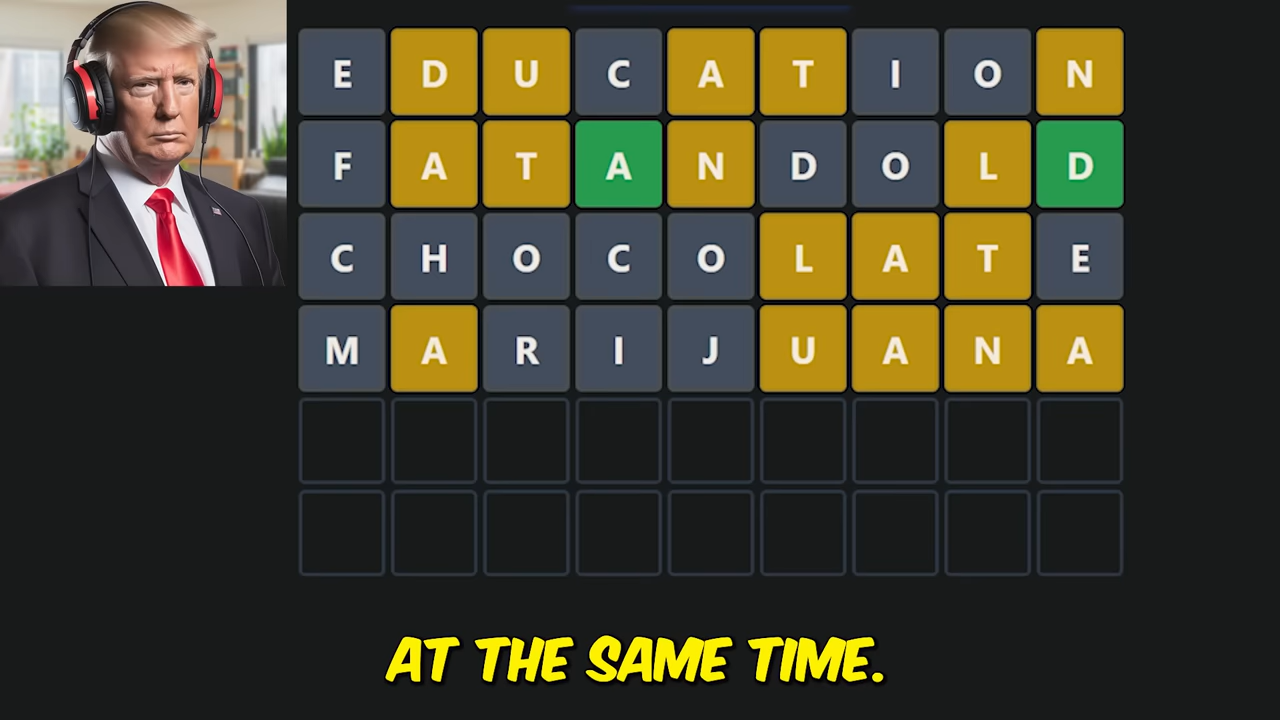 EDUCATION
FATANDOLD
CHOCOLATE
MARIJUANA
AT THE SAME TIME.